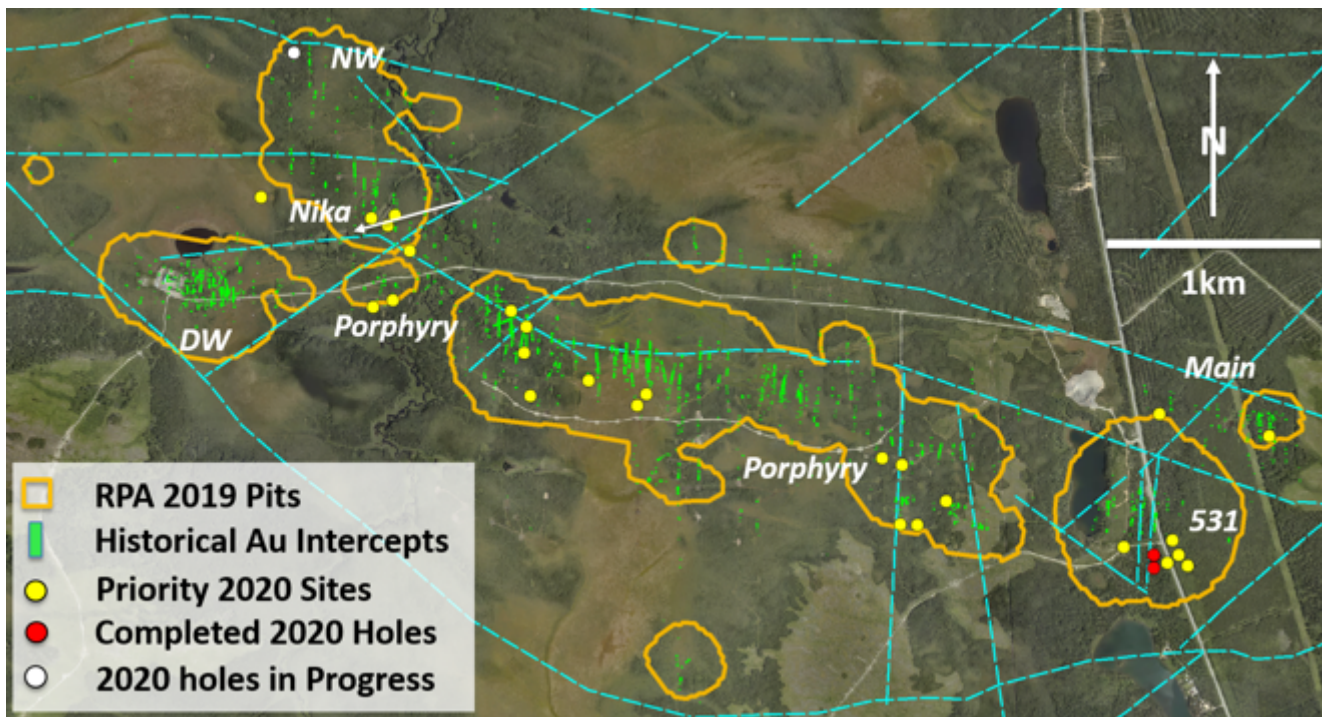 NW
N
Nika
1km
DW
Porphyry
Main
Porphyry
531
RPA 2019 Pits
Historical Au Intercepts
Priority 2020 Sites
Completed 2020 Holes
2020 holes in Progress